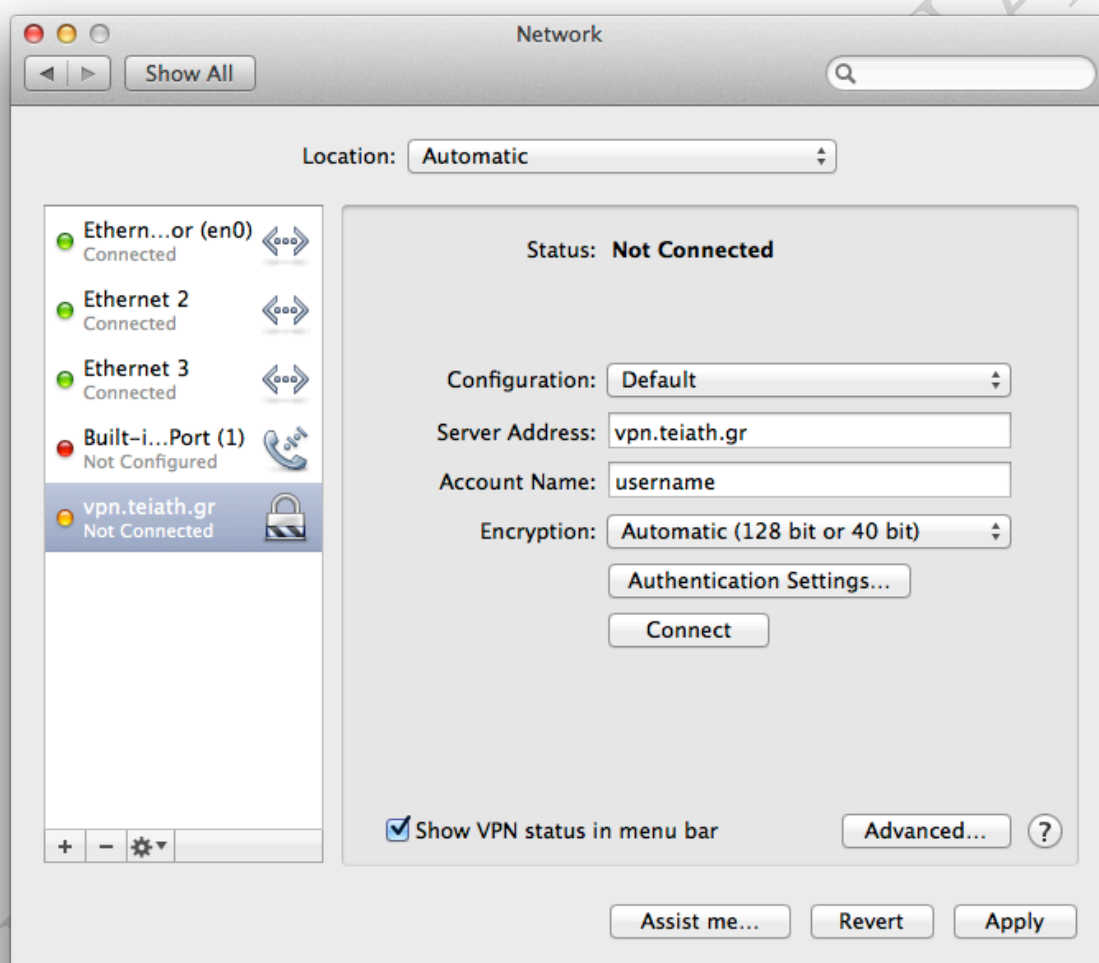 Network
Show All
Location: Automatic
Ethern...or (en0)
Connected
Ethernet 2
Connected
Ethernet 3
Connected
Built-i...Port (1)
Not Configured
vpn.teiath.gr
Not Connected
Status: Not Connected
Configuration: Default
Server Address: vpn.teiath.gr
Account Name: username
Encryption: Automatic (128 bit or 40 bit)
Authentication Settings...
Connect
Show VPN status in menu bar
Advanced... ?
Assist me... Revert Apply